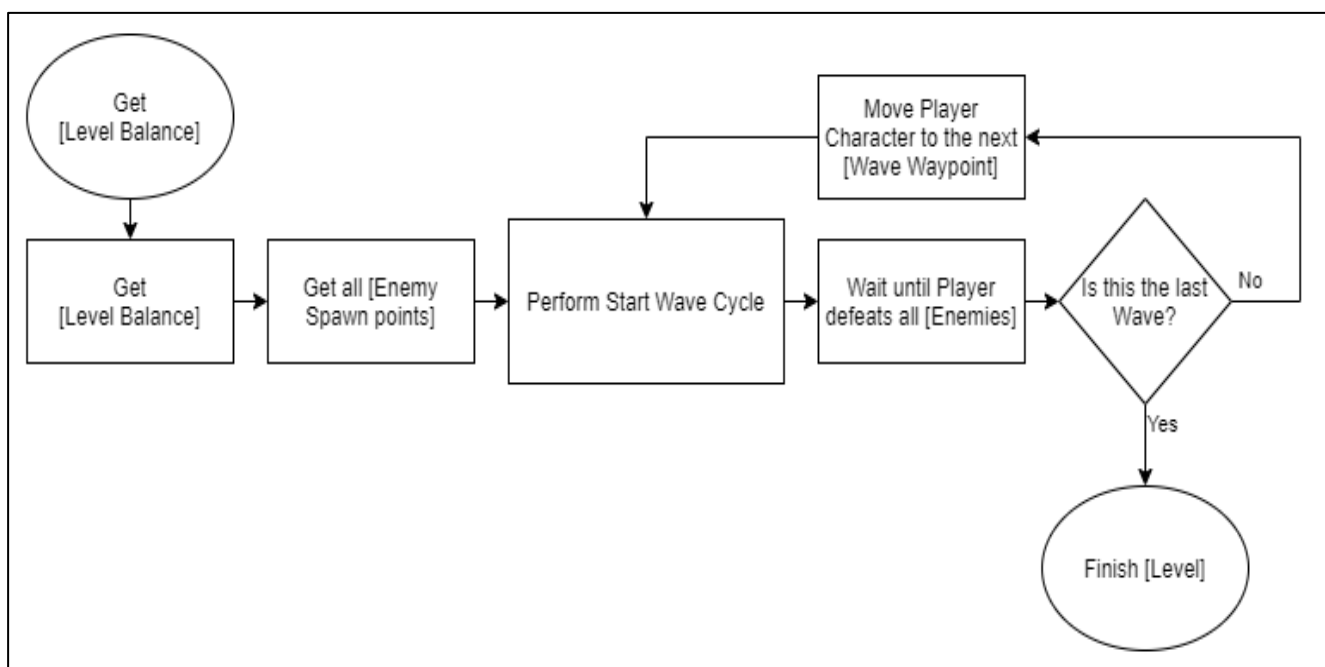 Get
[Level Balance]
Get
[Level Balance]
Get all [Enemy
Spawn points]
Perform Start Wave Cycle
Move Player
Character to the next
[Wave Waypoint]
Wait until Player
defeats all [Enemies]
Is this the last
Wave?
No
Yes
Finish [Level]